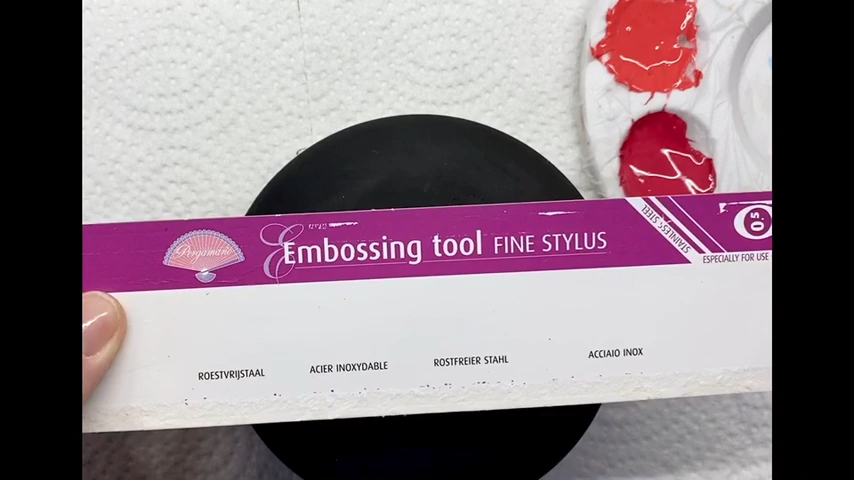 Pergamano
Embossing tool FINE STYLUS
STAINLESS STEEL
0.5
ESPECIALLY FOR USE
ROESTVRIJSTAAL
ACIER INOXYDABLE
ROSTFREIER STAHL
ACCIAIO INOX